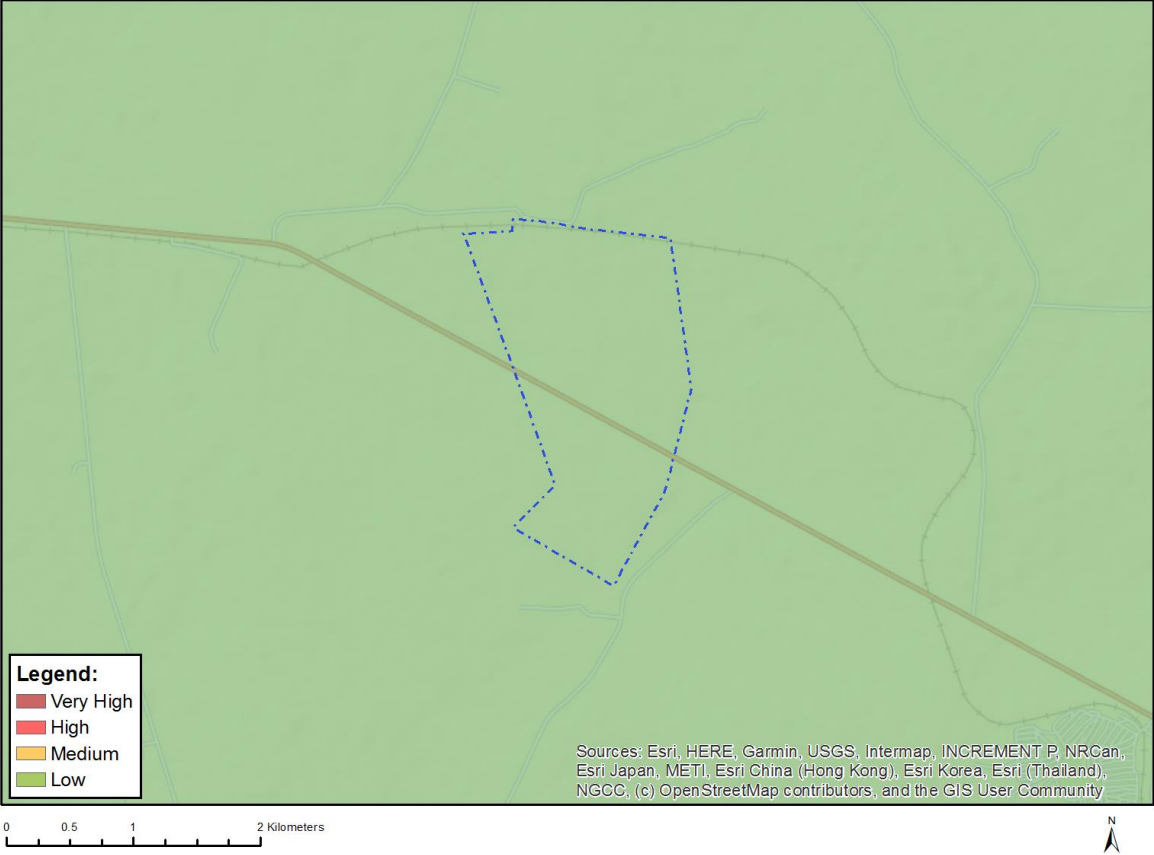 Legend:
Very High
High
Medium
Low
Sources: Esri, HERE, Garmin, USGS, Intermap, INCREMENT P, NRCan,
Esri Japan, METI, Esri China (Hong Kong), Esri Korea, Esri (Thailand),
NGCC, (c) OpenStreetMap contributors, and the GIS User Community
0 0.5 1 2 Kilometers
N